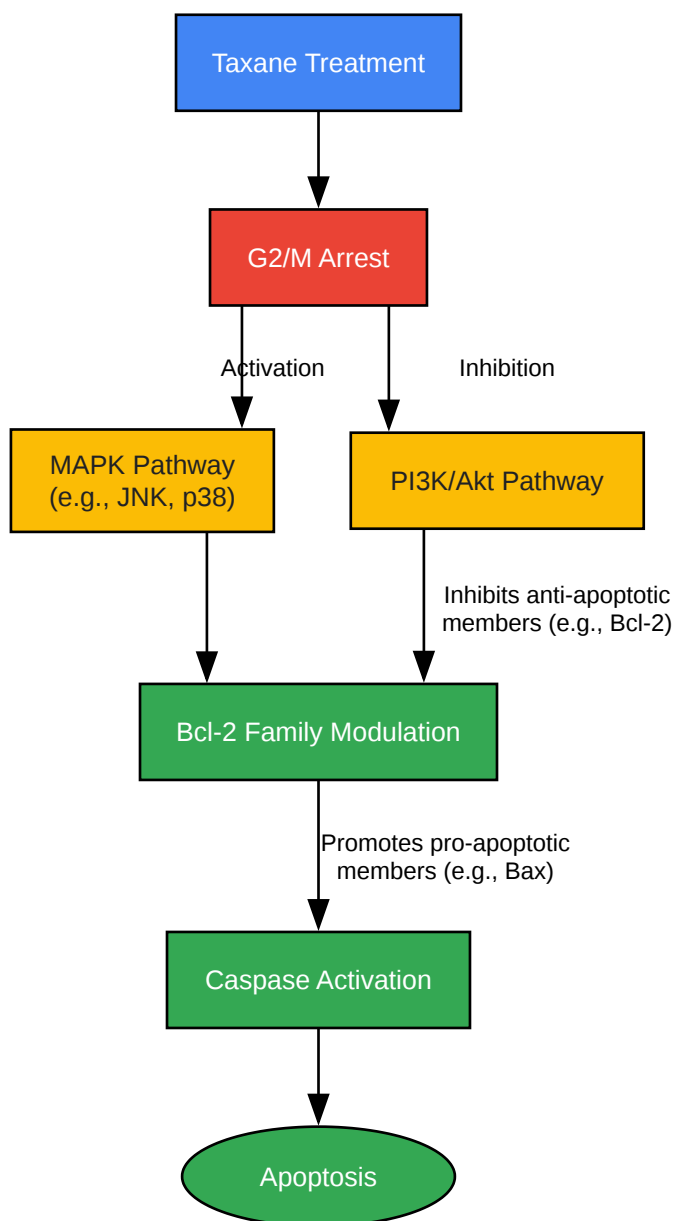 Taxane Treatment
G2/M Arrest
Activation
Inhibition
MAPK Pathway
(e.g., JNK, p38)
PI3K/Akt Pathway
Inhibits anti-apoptotic
members (e.g., Bcl-2)
Bcl-2 Family Modulation
Promotes pro-apoptotic
members (e.g., Bax)
Caspase Activation
Apoptosis